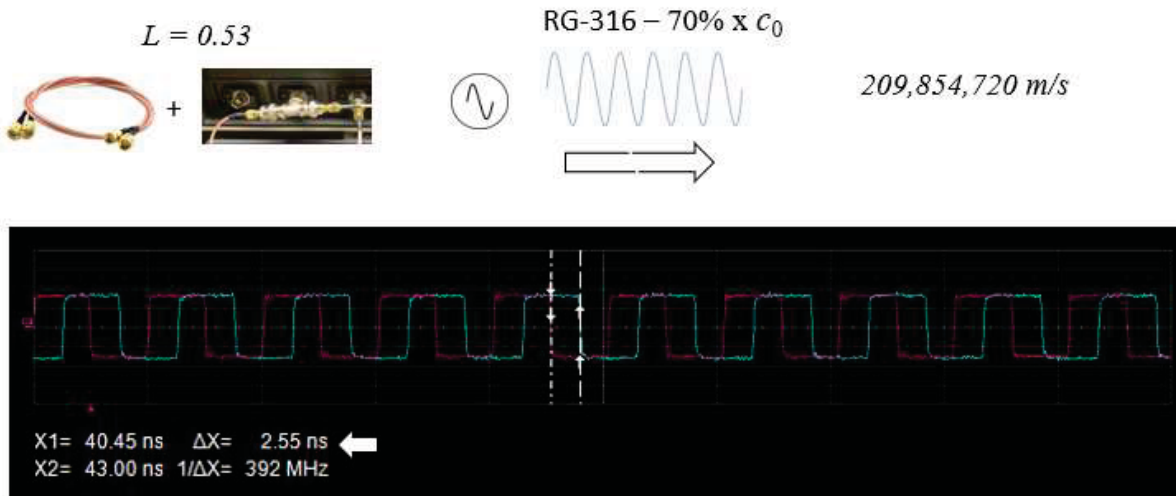 L = 0.53
+
RG-316 – 70% x c₀
209,854,720 m/s
X1= 40.45 ns ΔX= 2.55 ns
X2= 43.00 ns 1/ΔX= 392 MHz